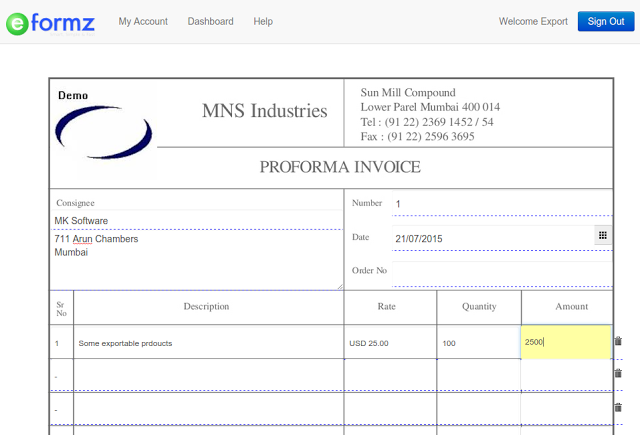 eformz My Account Dashboard Help Welcome Export Sign Out
Demo
MNS Industries
Sun Mill Compound
Lower Parel Mumbai 400 014
Tel : (91 22) 2369 1452 / 54
Fax : (91 22) 2596 3695
PROFORMA INVOICE
Consignee
MK Software
711 Arun Chambers
Mumbai
Number 1
Date 21/07/2015
Order No
Sr No Description Rate Quantity Amount
1 Some exportable prdoucts USD 25.00 100 2500
-
-